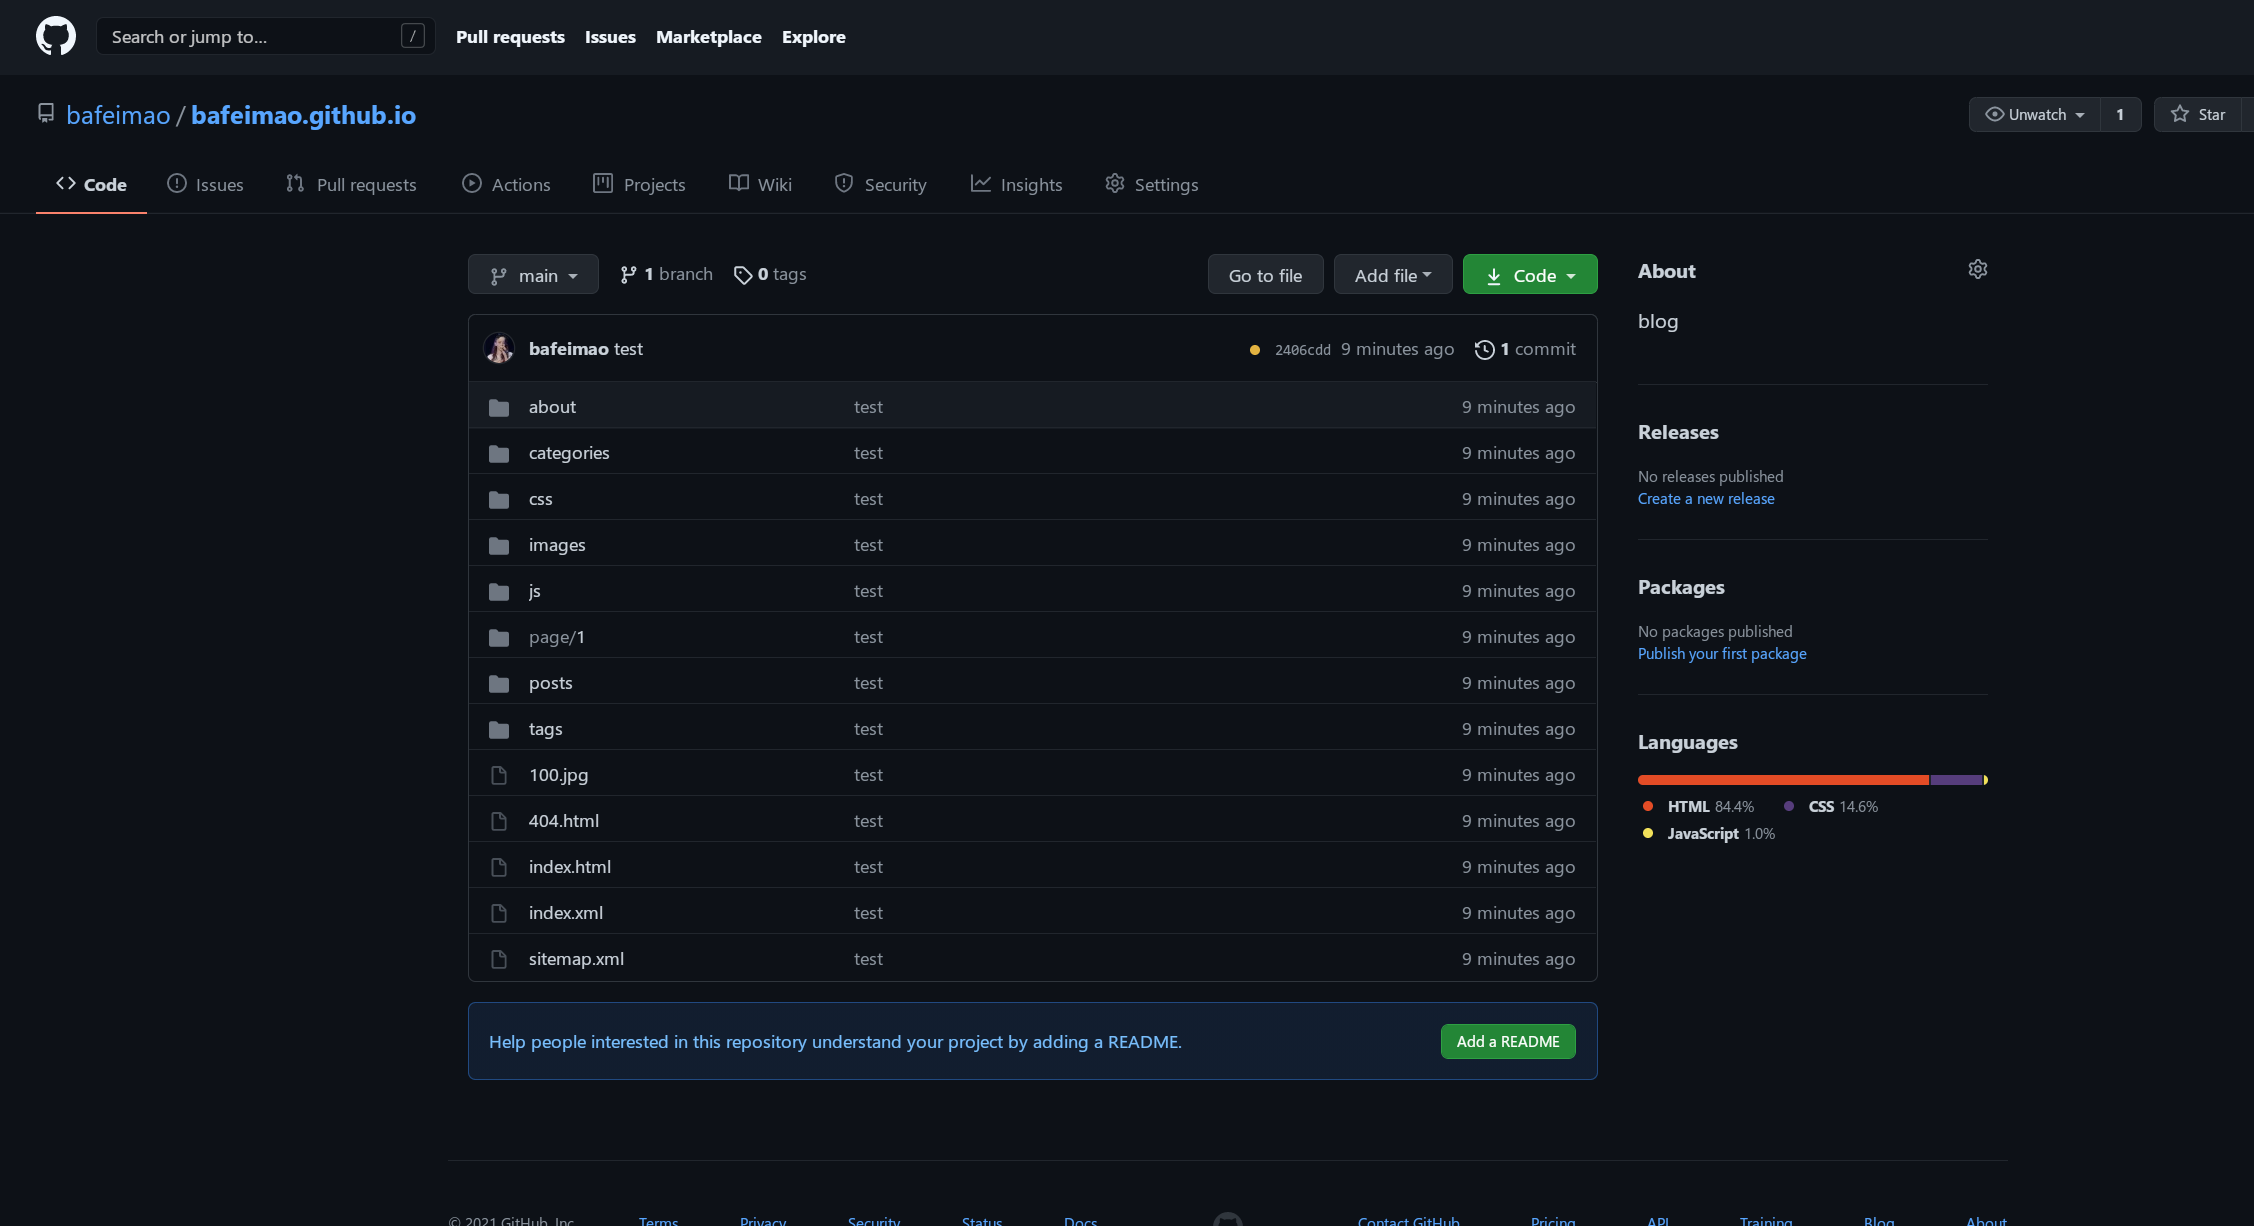 Search or jump to... /
Pull requests Issues Marketplace Explore
bafeimao / bafeimao.github.io
Unwatch 1 Star
Code Issues Pull requests Actions Projects Wiki Security Insights Settings
main 1 branch 0 tags Go to file Add file Code
bafeimao test 2406cdd 9 minutes ago 1 commit
about test 9 minutes ago
categories test 9 minutes ago
css test 9 minutes ago
images test 9 minutes ago
js test 9 minutes ago
page/1 test 9 minutes ago
posts test 9 minutes ago
tags test 9 minutes ago
100.jpg test 9 minutes ago
404.html test 9 minutes ago
index.html test 9 minutes ago
index.xml test 9 minutes ago
sitemap.xml test 9 minutes ago
Help people interested in this repository understand your project by adding a README. Add a README
About
blog
Releases
No releases published
Create a new release
Packages
No packages published
Publish your first package
Languages
HTML 84.4% CSS 14.6%
JavaScript 1.0%
© 2021 GitHub, Inc. Terms Privacy Security Status Docs Contact GitHub Pricing API Training Blog About